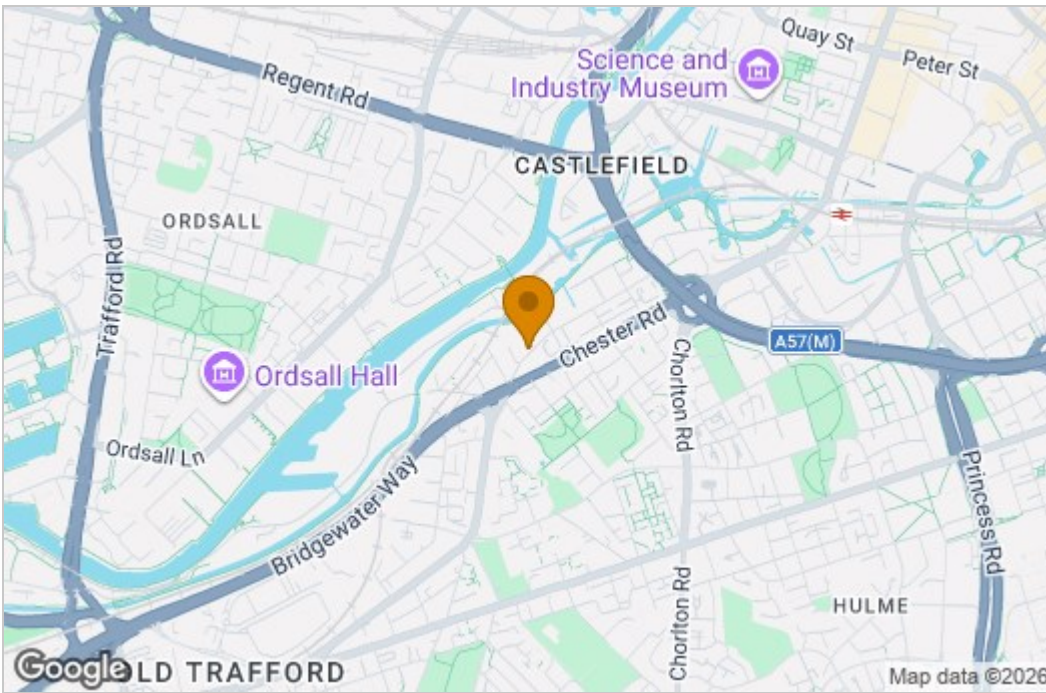 Quay St
Peter St
Science and
Industry Museum
Regent Rd
CASTLEFIELD
ORDSALL
Trafford Rd
Chester Rd
A57(M)
Chorlton Rd
Ordsall Hall
Ordsall Ln
Bridgewater Way
Princess Rd
Chorlton Rd
HULME
Google
OLD TRAFFORD
Map data ©2026